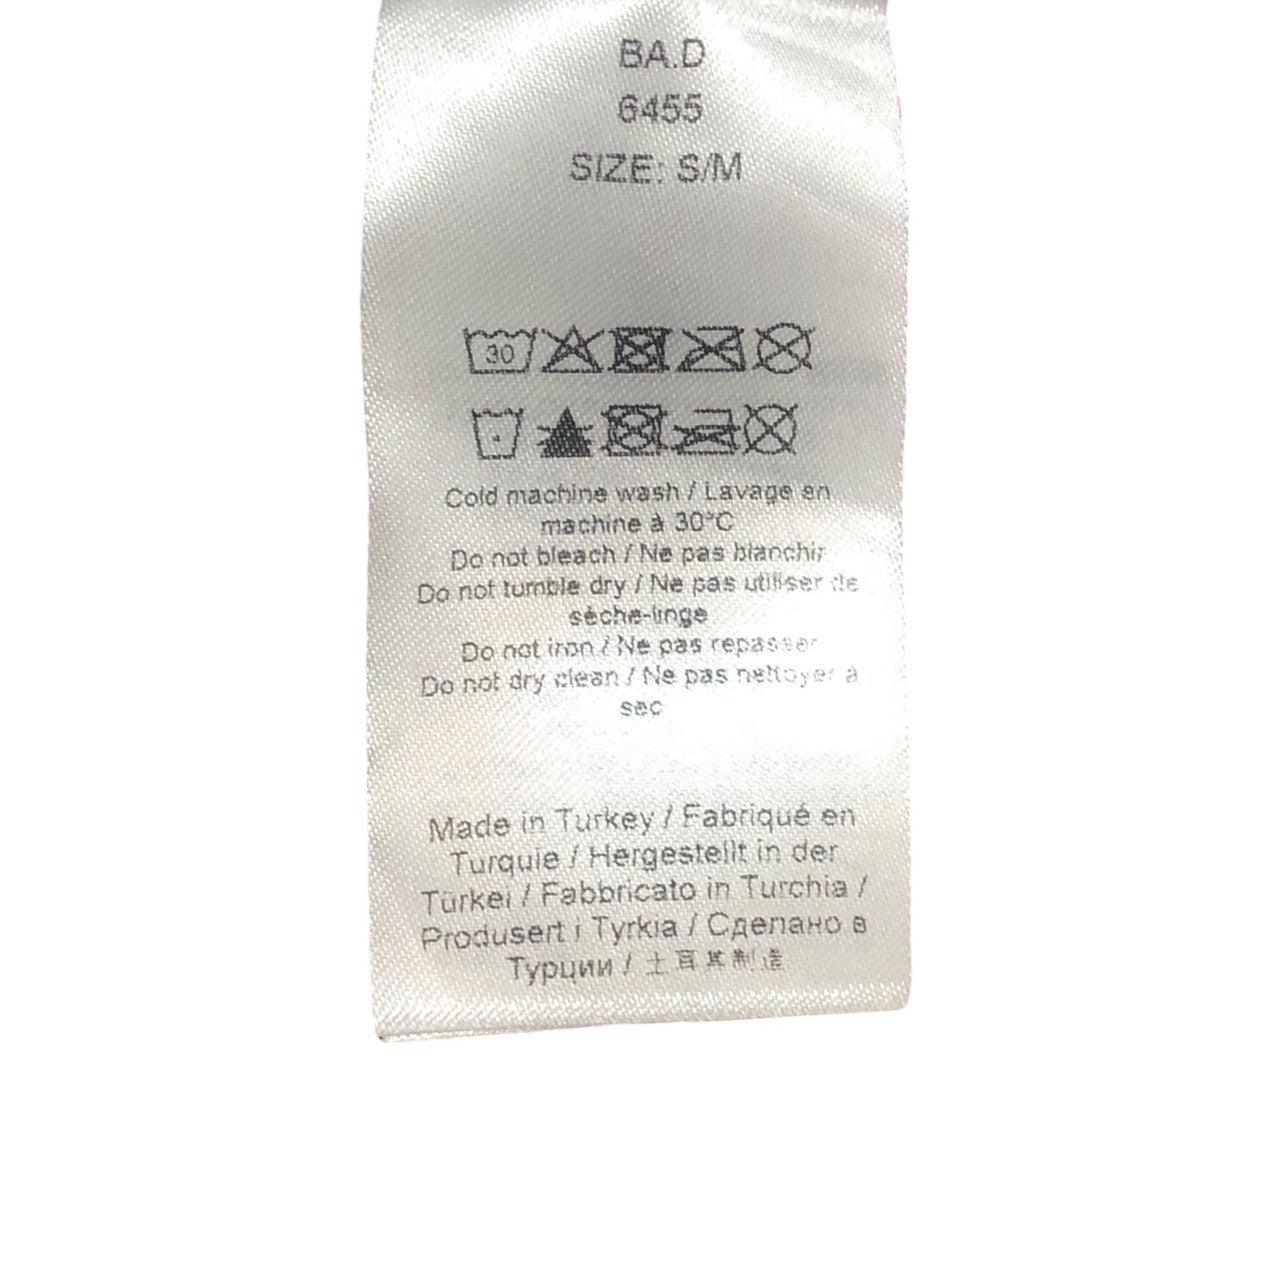 BA.D
6455
SIZE: S/M
30
Cold machine wash / Lavage en
machine à 30°C
Do not bleach / Ne pas blanchir
Do not tumble dry / Ne pas utiliser de
sèche-linge
Do not iron / Ne pas repasser
Do not dry clean / Ne pas nettoyer à
sec
Made in Turkey / Fabriqué en
Turquie / Hergestellt in der
Türkei / Fabbricato in Turchia /
Produsert i Tyrkia / Сделано в
Турции / 土耳其制造